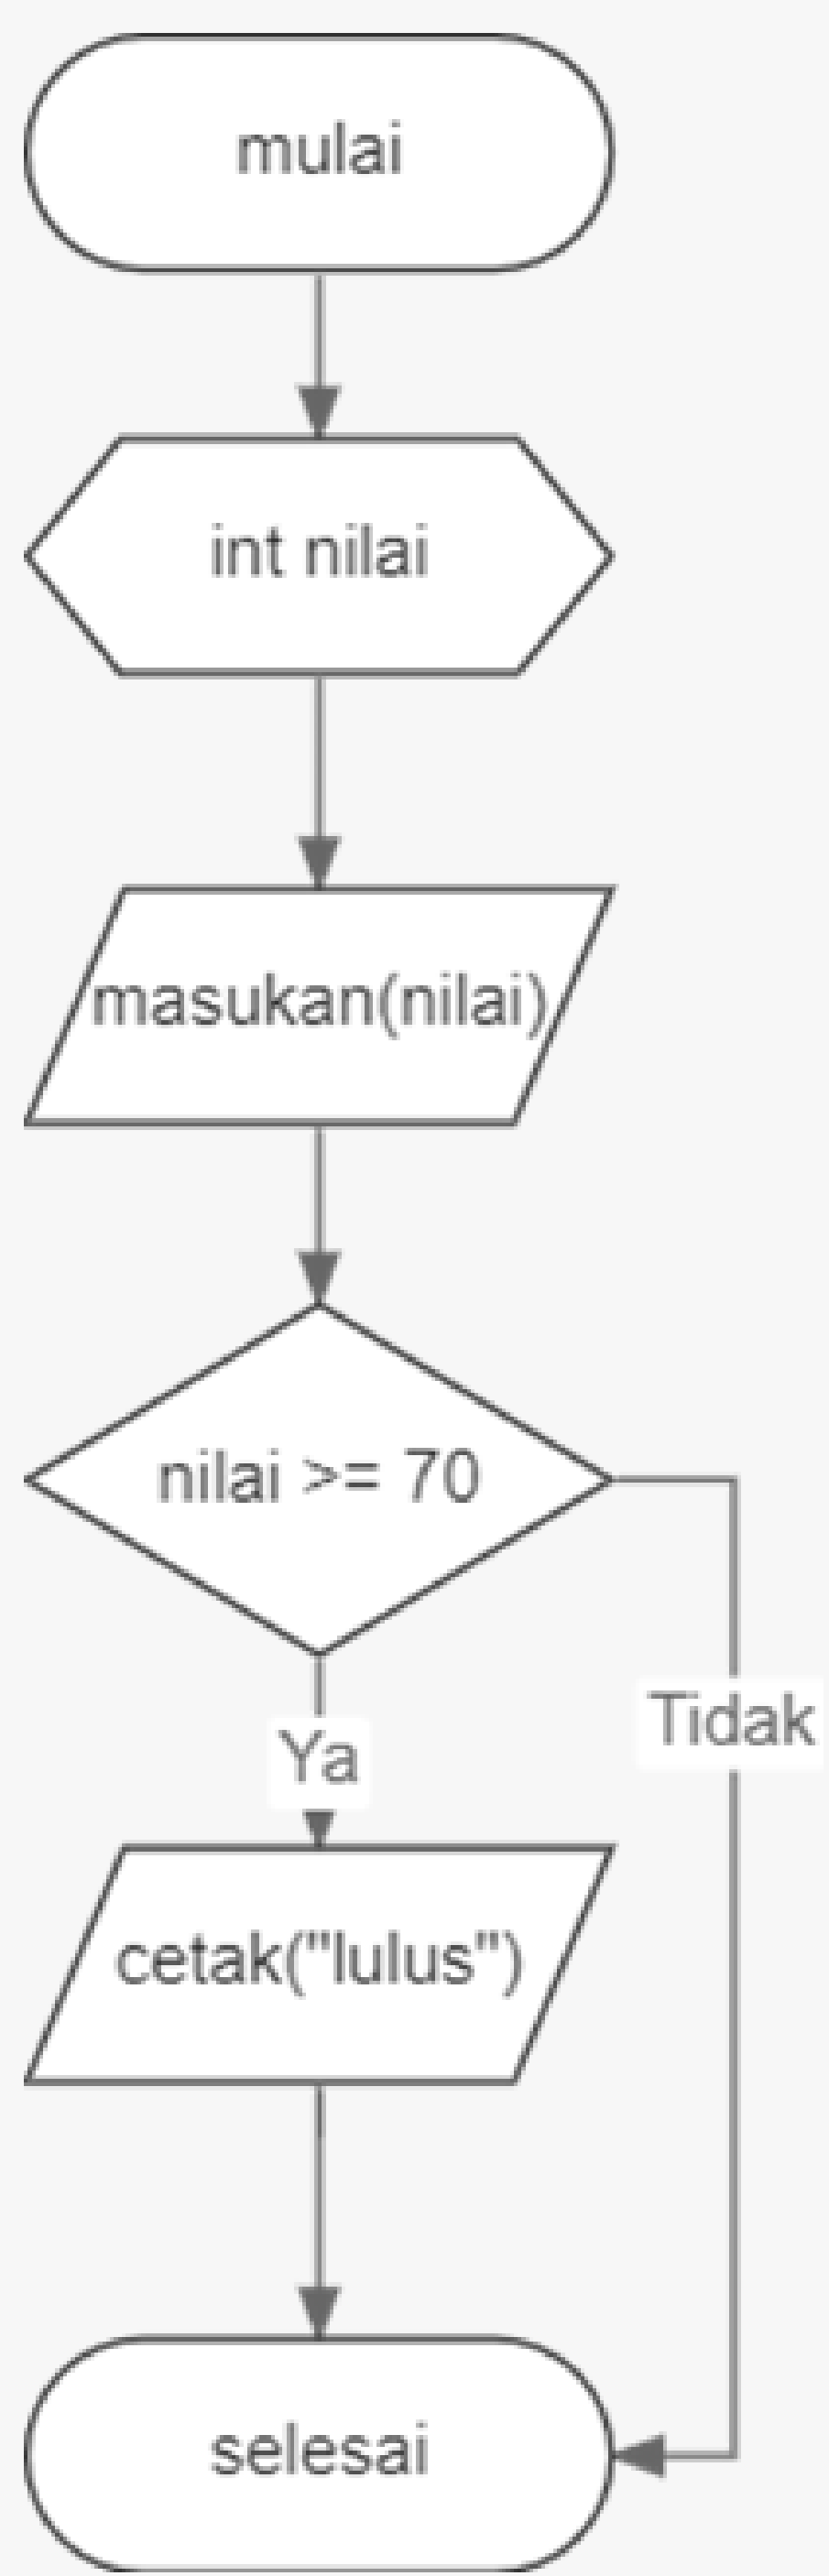 mulai
int nilai
masukan(nilai)
nilai >= 70
Tidak
Ya
cetak("lulus")
selesai